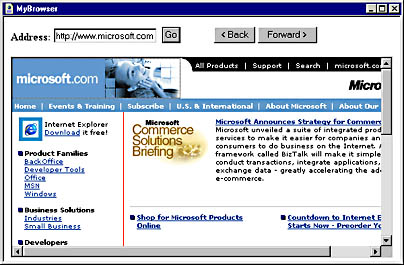 MyBrowser
Address: http://www.microsoft.com Go < Back Forward >
All Products | Support | Search | microsoft.co
microsoft.com
Micro
Home | Events & Training | Subscribe | U.S. & International | About Microsoft | About Our
Internet Explorer
Download it free!
Product Families
BackOffice
Developer Tools
Office
MSN
Windows
Business Solutions
Industries
Small Business
Developers
Microsoft
Commerce
Solutions
Briefing
Microsoft Announces Strategy for Commerc
Microsoft unveiled a suite of integrated prod
services to make it easier for companies an
consumers to do business on the Internet. A
framework called BizTalk will make it simple
conduct transactions, integrate applications,
exchange data - greatly accelerating the ado
e-commerce.
Shop for Microsoft Products
Online
Countdown to Internet E
Starts Now - Preorder Yo